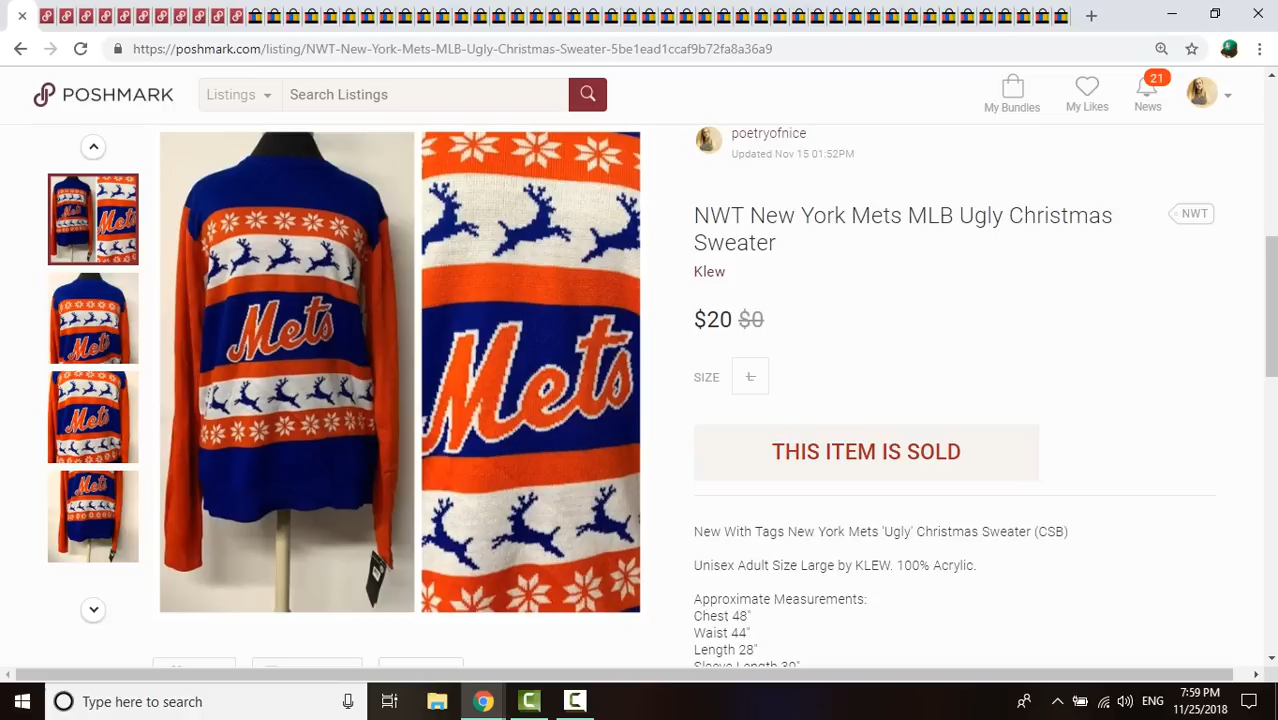 https://poshmark.com/listing/NWT-New-York-Mets-MLB-Ugly-Christmas-Sweater-5be1ead1ccaf9b72fa8a36a9
POSHMARK
Listings
Search Listings
My Bundles
My Likes
21
News
poetryofnice
Updated Nov 15 01:52PM
NWT New York Mets MLB Ugly Christmas
Sweater
NWT
Klew
$20 $0
SIZE
L
THIS ITEM IS SOLD
New With Tags New York Mets 'Ugly' Christmas Sweater (CSB)
Unisex Adult Size Large by KLEW. 100% Acrylic.
Approximate Measurements:
Chest 48"
Waist 44"
Length 28"
Mets
Mets
Mets
Mets
Mets
Mets
Mets
Type here to search
ENG
7:59 PM
11/25/2018